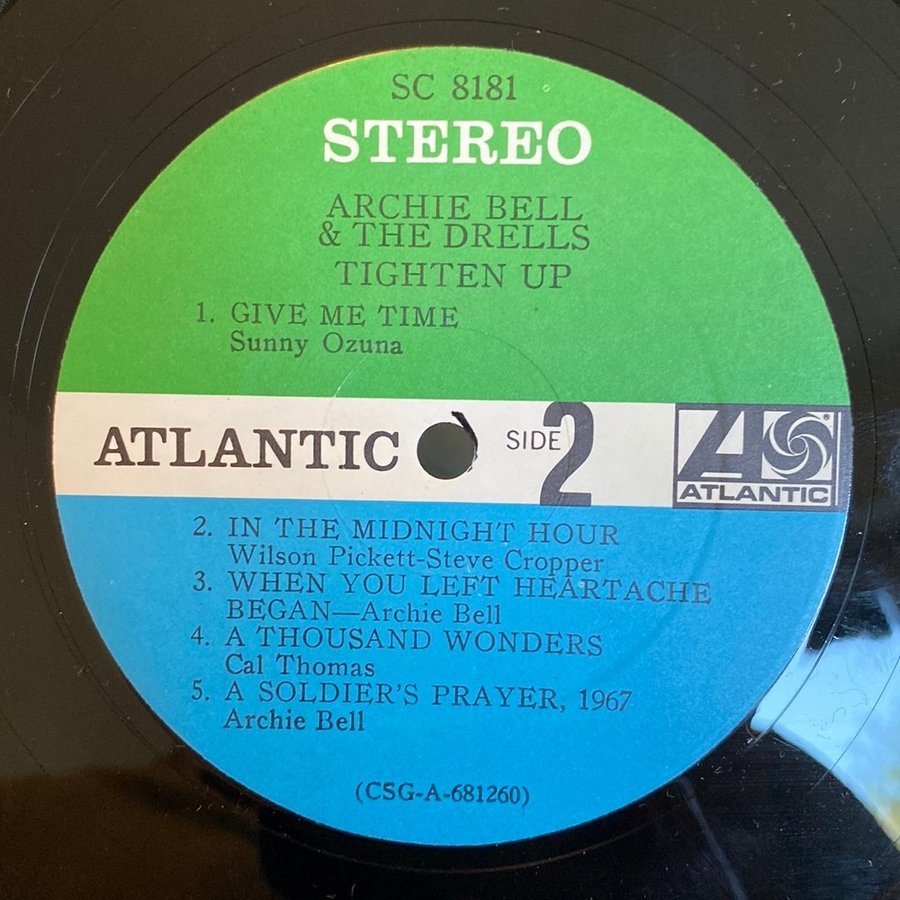 SC 8181
STEREO
ARCHIE BELL
& THE DRELLS
TIGHTEN UP
1. GIVE ME TIME
Sunny Ozuna
ATLANTIC SIDE 2
ATLANTIC
2. IN THE MIDNIGHT HOUR
Wilson Pickett-Steve Cropper
3. WHEN YOU LEFT HEARTACHE
BEGAN—Archie Bell
4. A THOUSAND WONDERS
Cal Thomas
5. A SOLDIER'S PRAYER, 1967
Archie Bell
(CSG-A-681260)